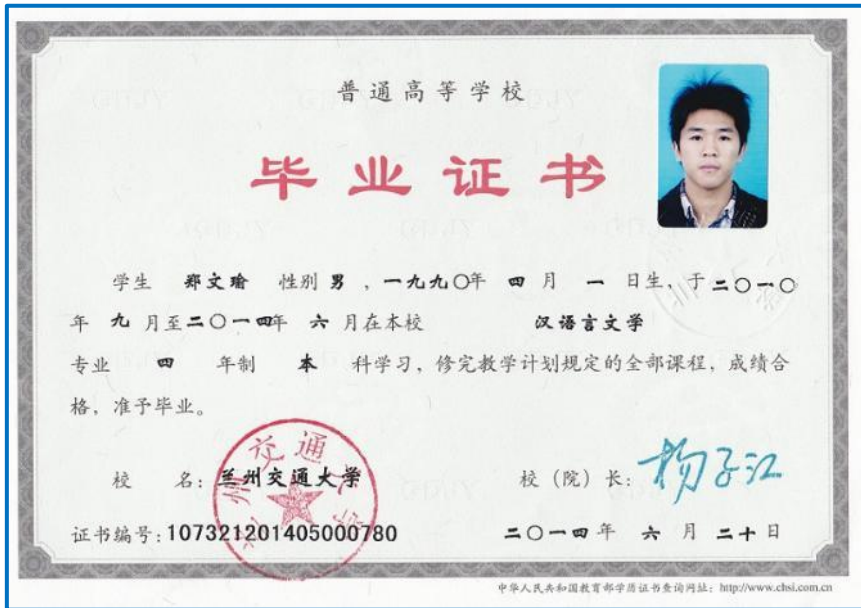 普通高等学校
毕业证书
学生 郑文瑜 性别 男 ，一九九〇年 四 月 一 日生，于二〇一〇
年 九 月至二〇一四年 六 月在本校 汉语言文学
专业 四 年制 本 科学习，修完教学计划规定的全部课程，成绩合
格，准予毕业。
校 名：兰州交通大学 校（院）长：杨子江
证书编号：107321201405000780 二〇一四年 六 月 二十日
中华人民共和国教育部学历证书查询网址：http://www.chsi.com.cn